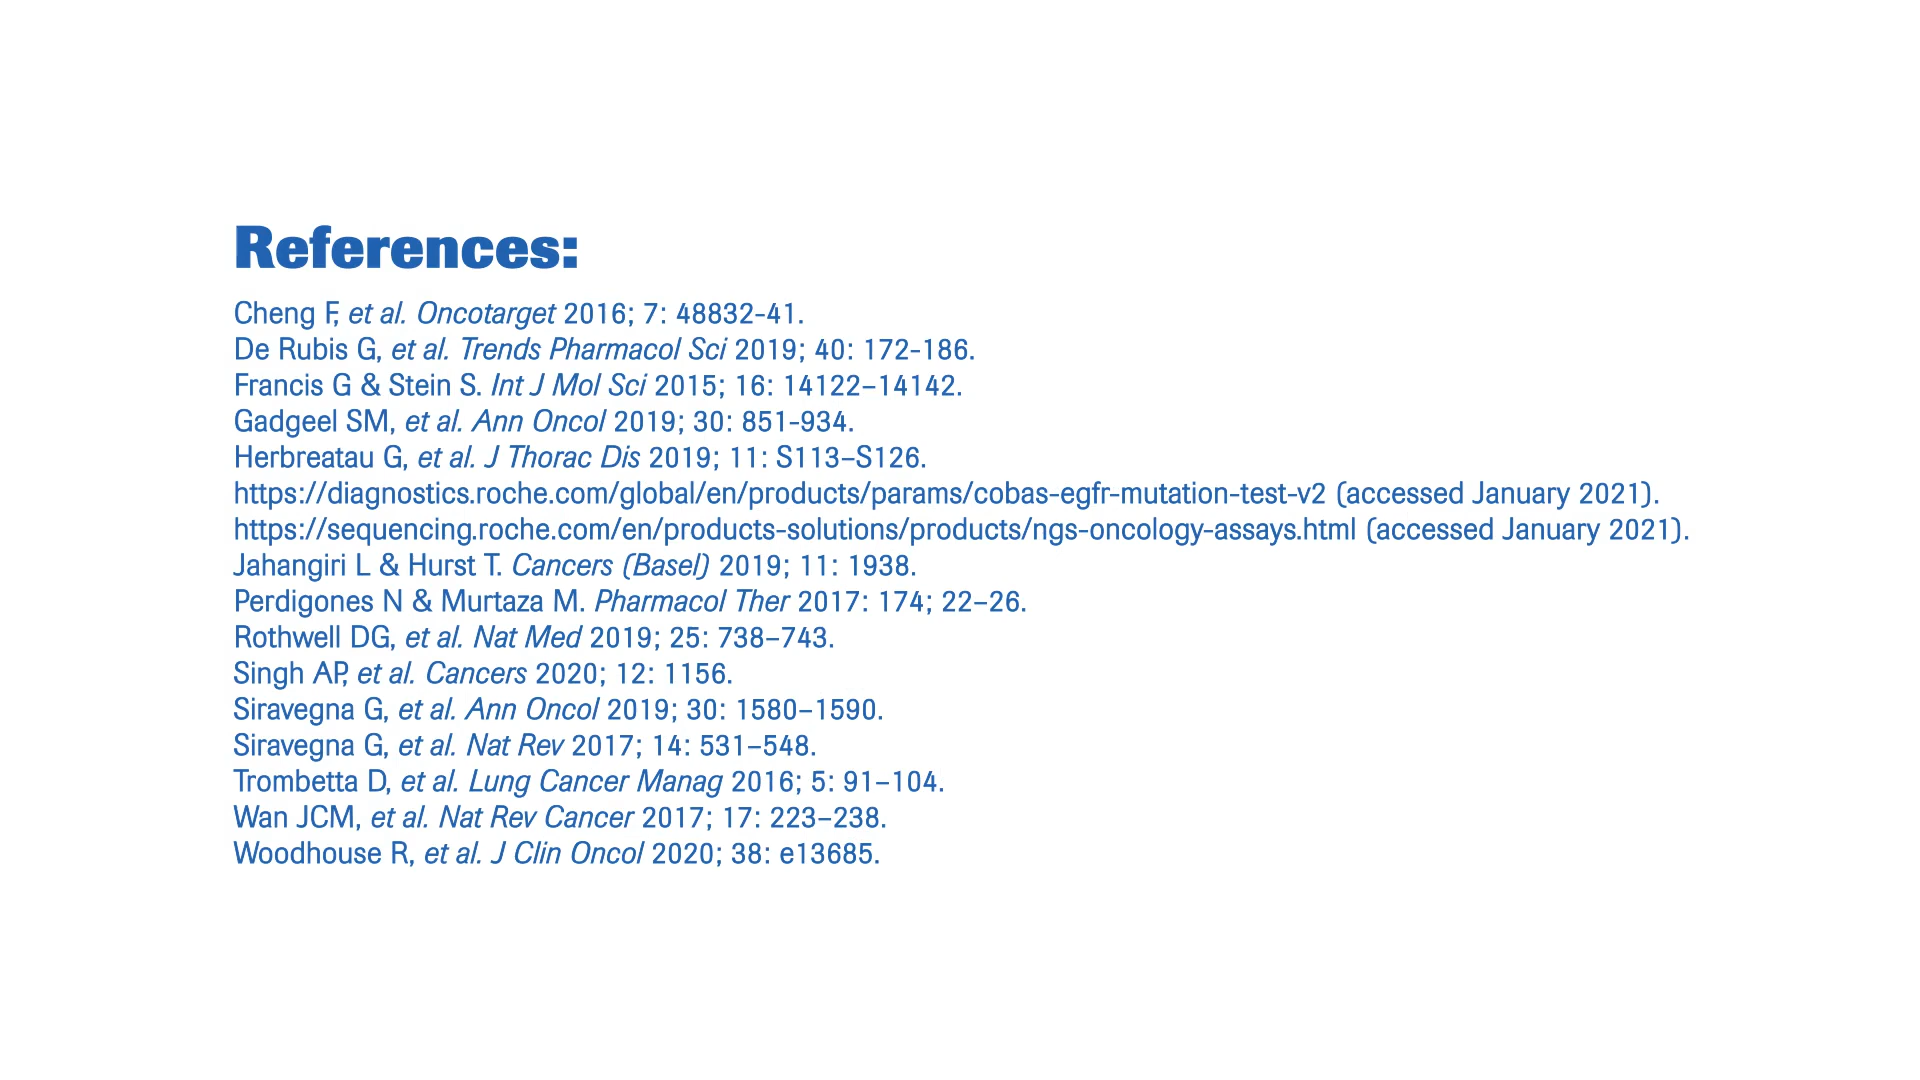 References:
Cheng F, et al. Oncotarget 2016; 7: 48832-41.
De Rubis G, et al. Trends Pharmacol Sci 2019; 40: 172-186.
Francis G & Stein S. Int J Mol Sci 2015; 16: 14122–14142.
Gadgeel SM, et al. Ann Oncol 2019; 30: 851-934.
Herbreatau G, et al. J Thorac Dis 2019; 11: S113–S126.
https://diagnostics.roche.com/global/en/products/params/cobas-egfr-mutation-test-v2 (accessed January 2021).
https://sequencing.roche.com/en/products-solutions/products/ngs-oncology-assays.html (accessed January 2021).
Jahangiri L & Hurst T. Cancers (Basel) 2019; 11: 1938.
Perdigones N & Murtaza M. Pharmacol Ther 2017: 174; 22–26.
Rothwell DG, et al. Nat Med 2019; 25: 738–743.
Singh AP, et al. Cancers 2020; 12: 1156.
Siravegna G, et al. Ann Oncol 2019; 30: 1580–1590.
Siravegna G, et al. Nat Rev 2017; 14: 531–548.
Trombetta D, et al. Lung Cancer Manag 2016; 5: 91–104.
Wan JCM, et al. Nat Rev Cancer 2017; 17: 223–238.
Woodhouse R, et al. J Clin Oncol 2020; 38: e13685.